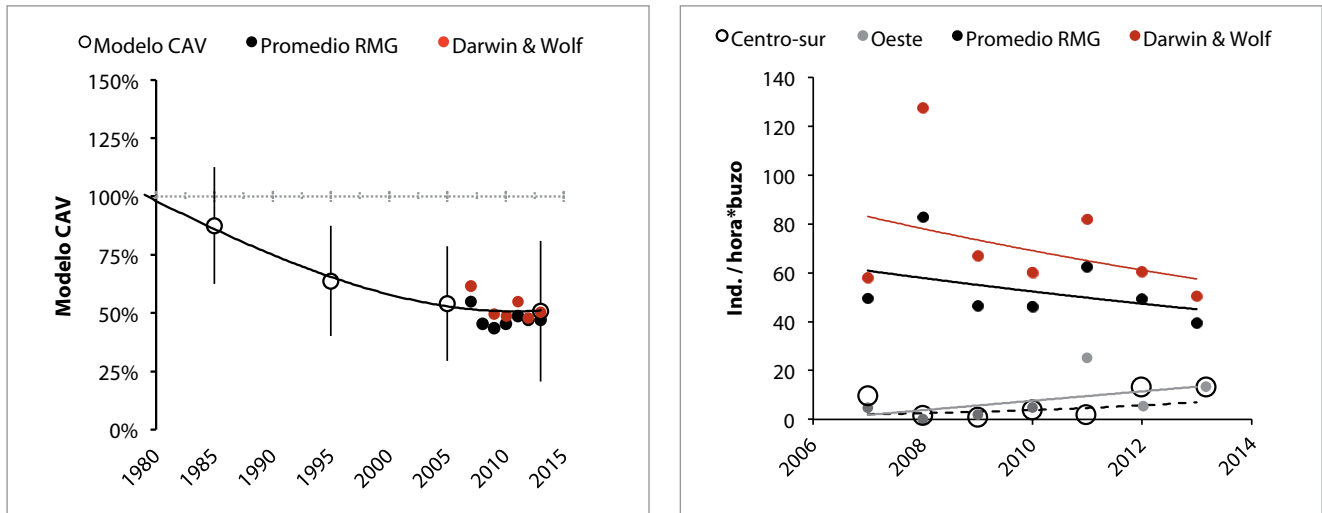 Modelo CAV Promedio RMG Darwin & Wolf
150%
125%
100%
75%
50%
25%
0%
Modelo CAV
1980 1985 1990 1995 2000 2005 2010 2015
Centro-sur Oeste Promedio RMG Darwin & Wolf
140
120
100
80
60
40
20
0
Ind. / hora*buzo
2006 2008 2010 2012 2014